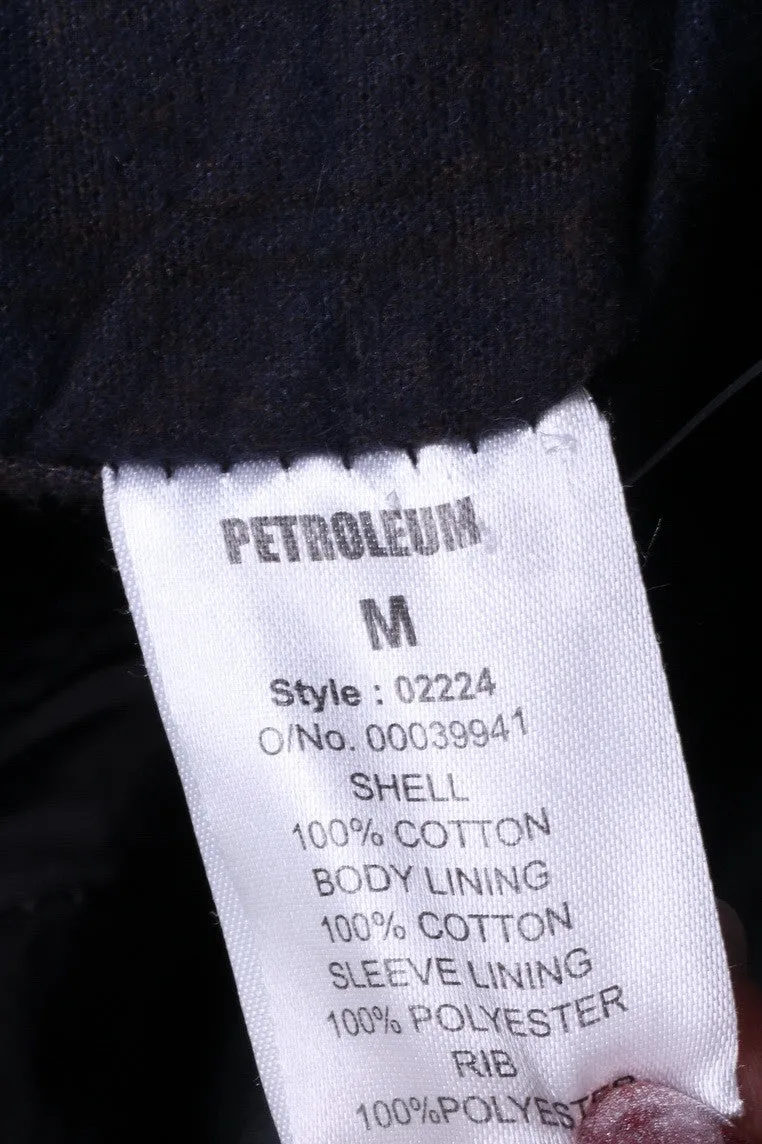 PETROLEUM
M
Style : 02224
O/No. 00039941
SHELL
100% COTTON
BODY LINING
100% COTTON
SLEEVE LINING
100% POLYESTER
RIB
100%POLYESTER